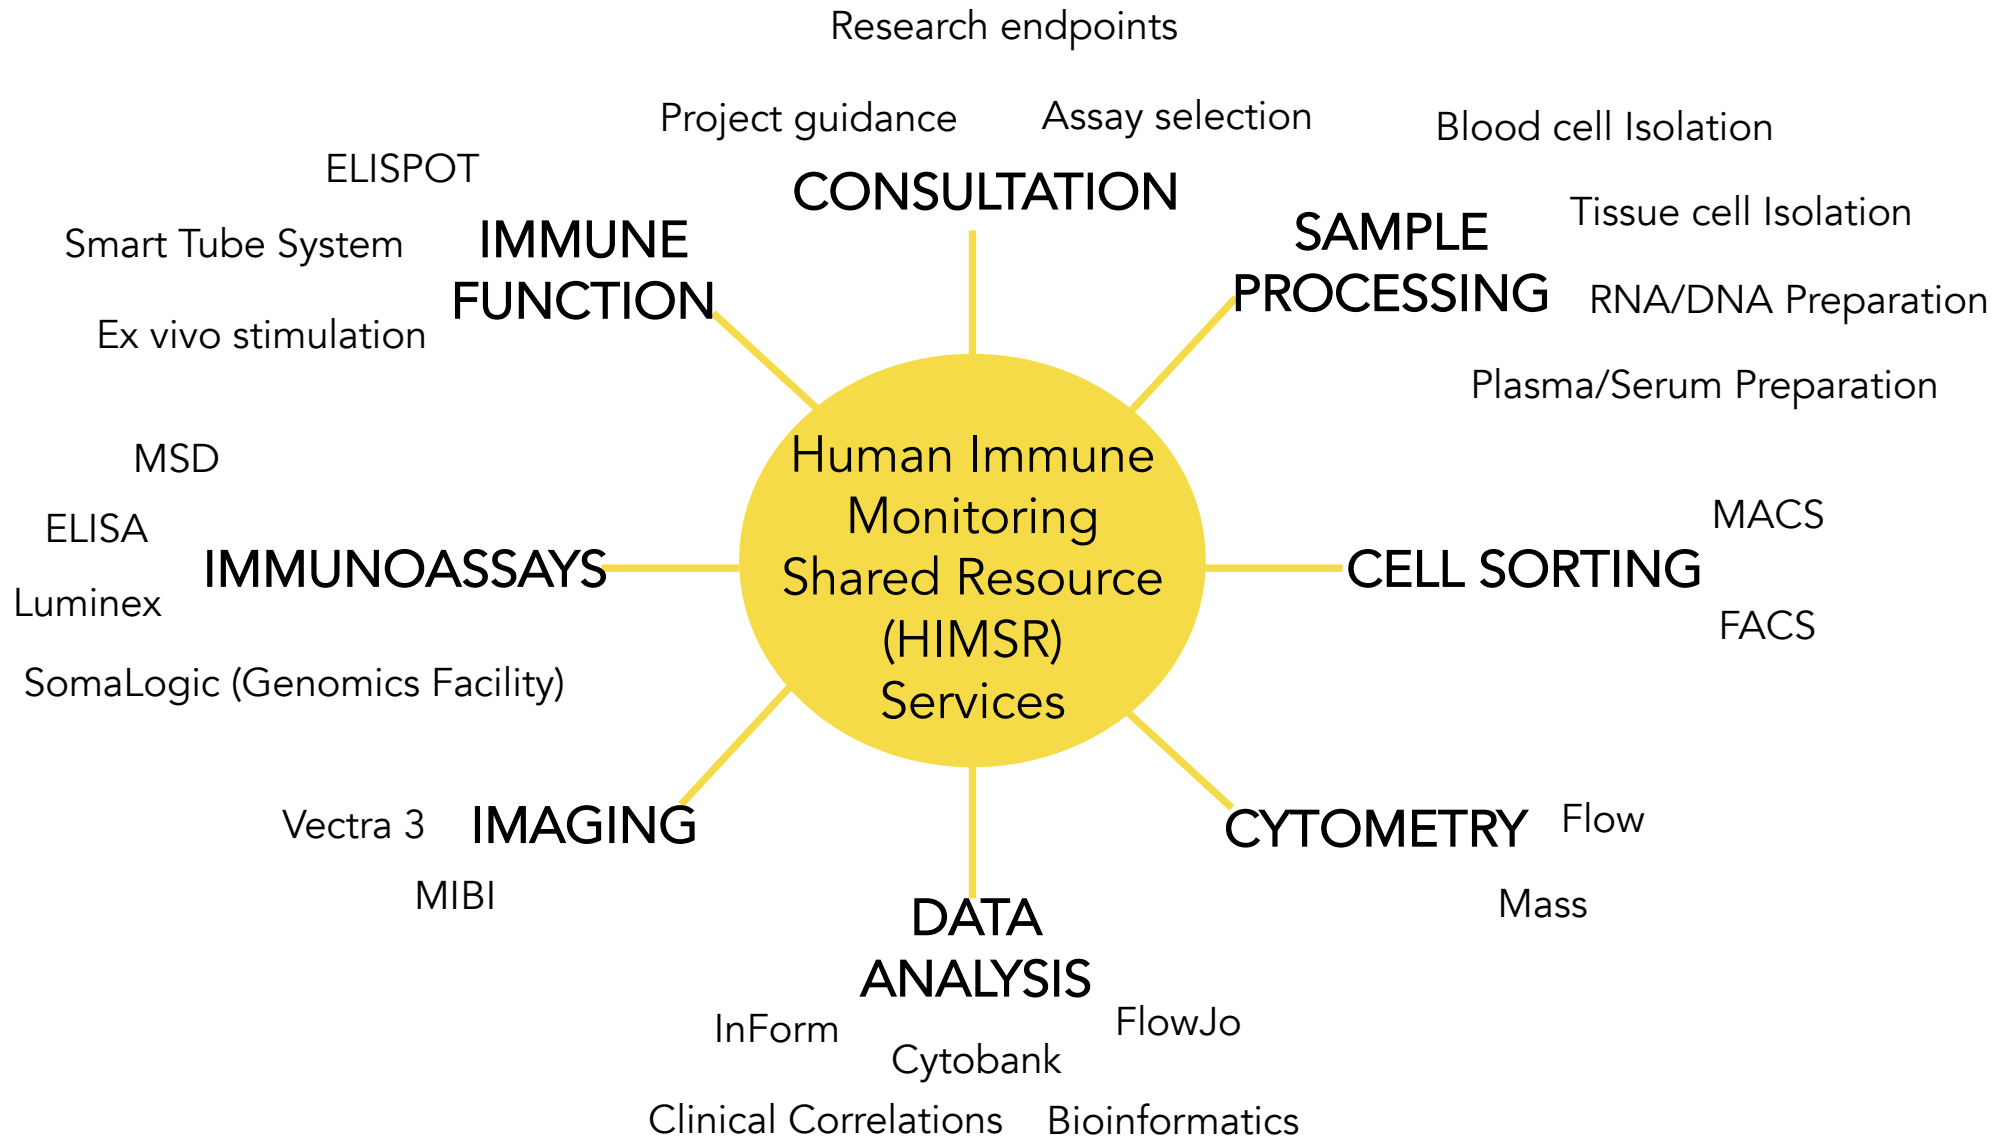 Research endpoints
Project guidance
Assay selection
CONSULTATION
Blood cell Isolation
Tissue cell Isolation
SAMPLE
PROCESSING
RNA/DNA Preparation
Plasma/Serum Preparation
ELISPOT
Smart Tube System
IMMUNE
FUNCTION
Ex vivo stimulation
Human Immune
Monitoring
Shared Resource
(HIMSR)
Services
MSD
ELISA
IMMUNOASSAYS
Luminex
SomaLogic (Genomics Facility)
MACS
CELL SORTING
FACS
Vectra 3
IMAGING
MIBI
CYTOMETRY
Flow
Mass
DATA
ANALYSIS
InForm
FlowJo
Cytobank
Clinical Correlations
Bioinformatics